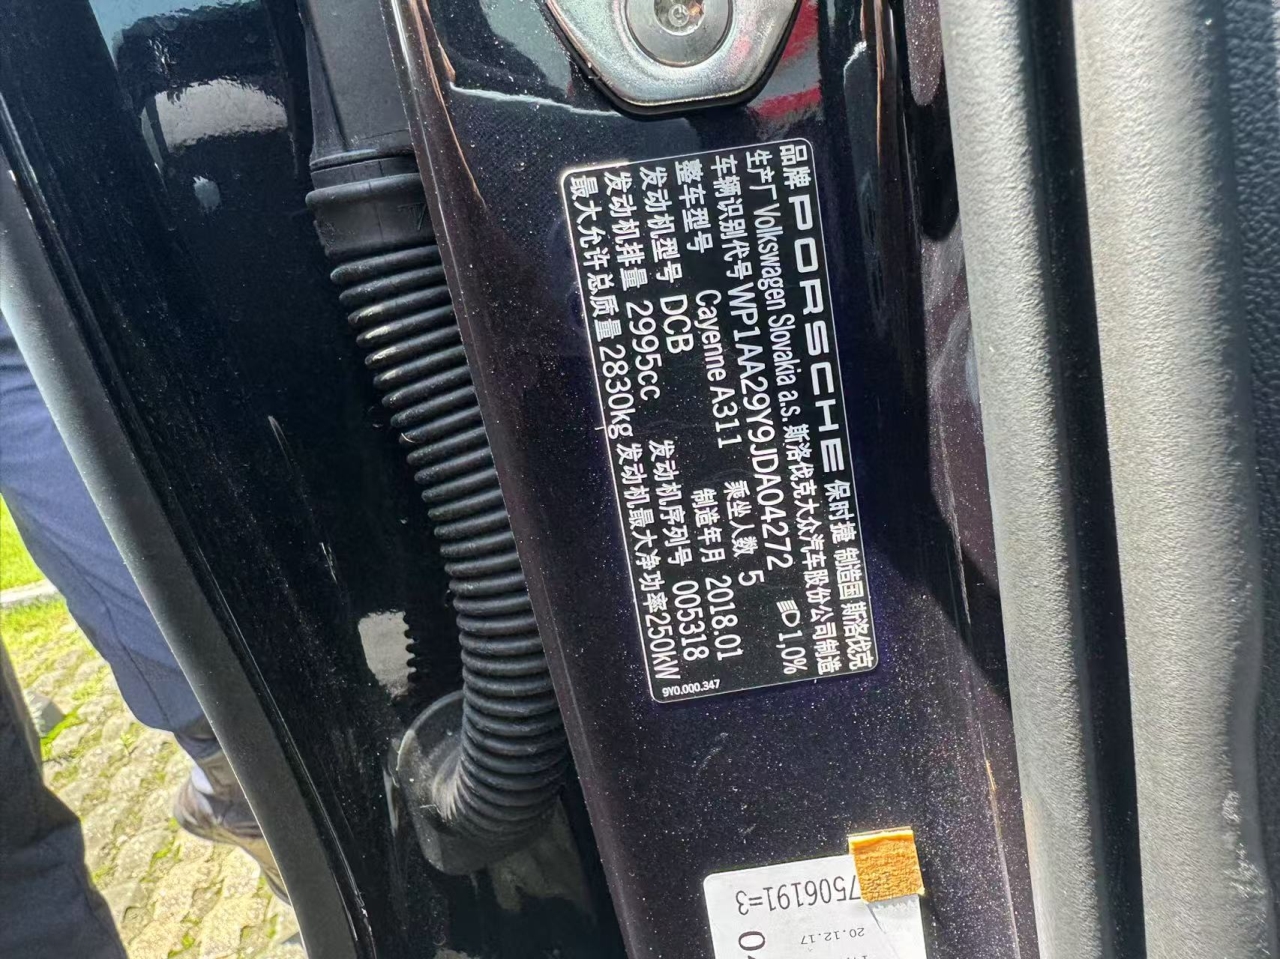 品牌 PORSCHE 保时捷 制造国 斯洛伐克
生产厂 Volkswagen Slovakia a.s. 斯洛伐克大众汽车股份公司制造
车辆识别代号 WP1AA29Y9JDA04272 1,0%
整车型号 Cayenne A311 乘坐人数 5
发动机型号 DCB 制造年月 2018.01
发动机排量 2995cc 发动机序列号 005318
最大允许总质量 2830kg 发动机最大净功率250kW
9Y0.000.347
7506191=3
20.12.17